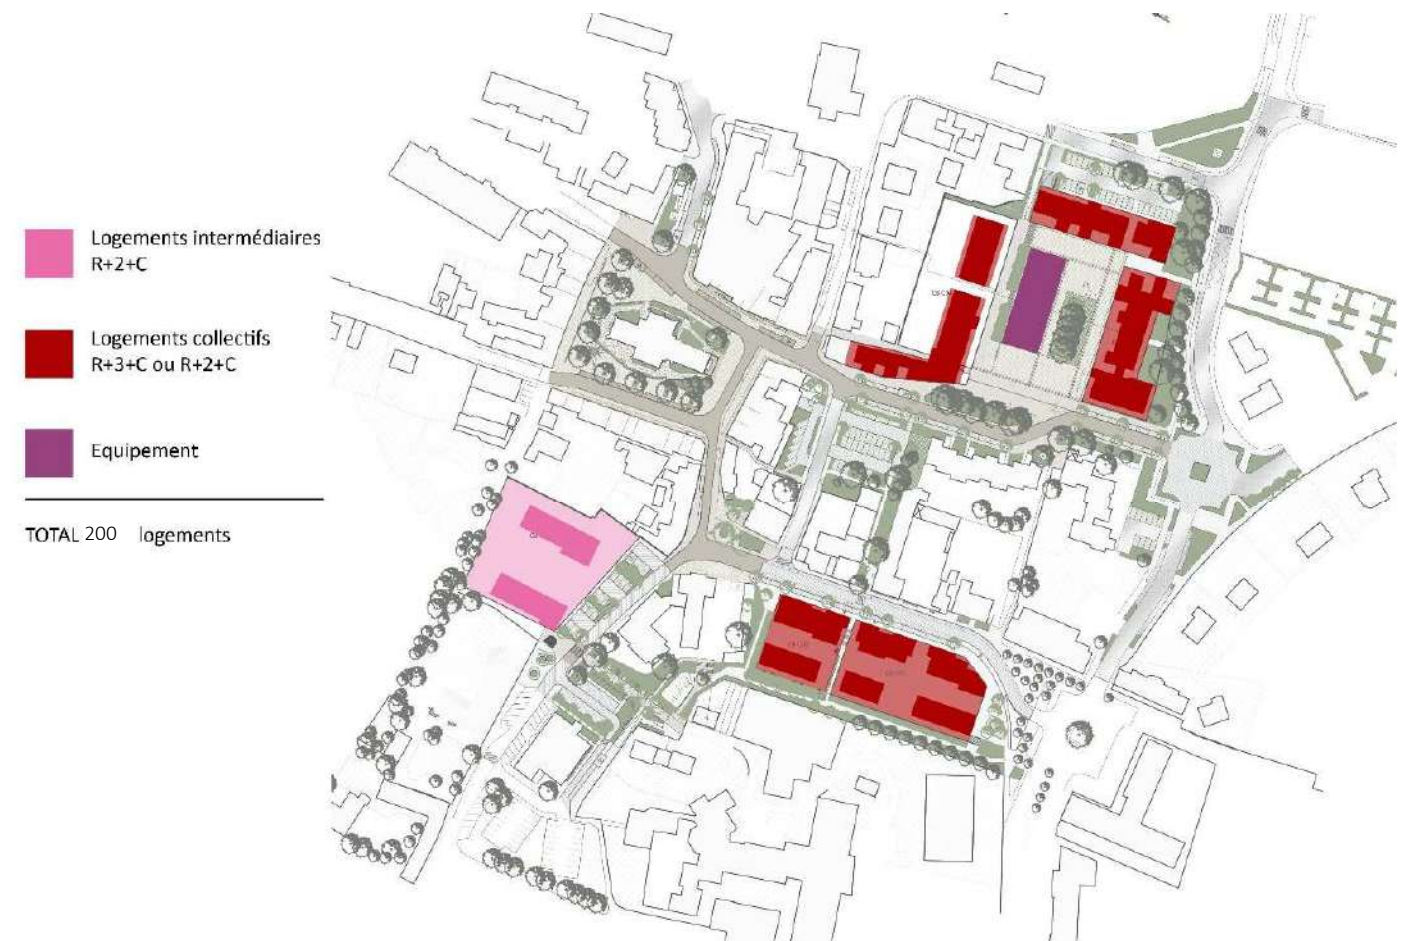 Logements intermédiaires
R+2+C
Logements collectifs
R+3+C ou R+2+C
Equipement
TOTAL 200 logements